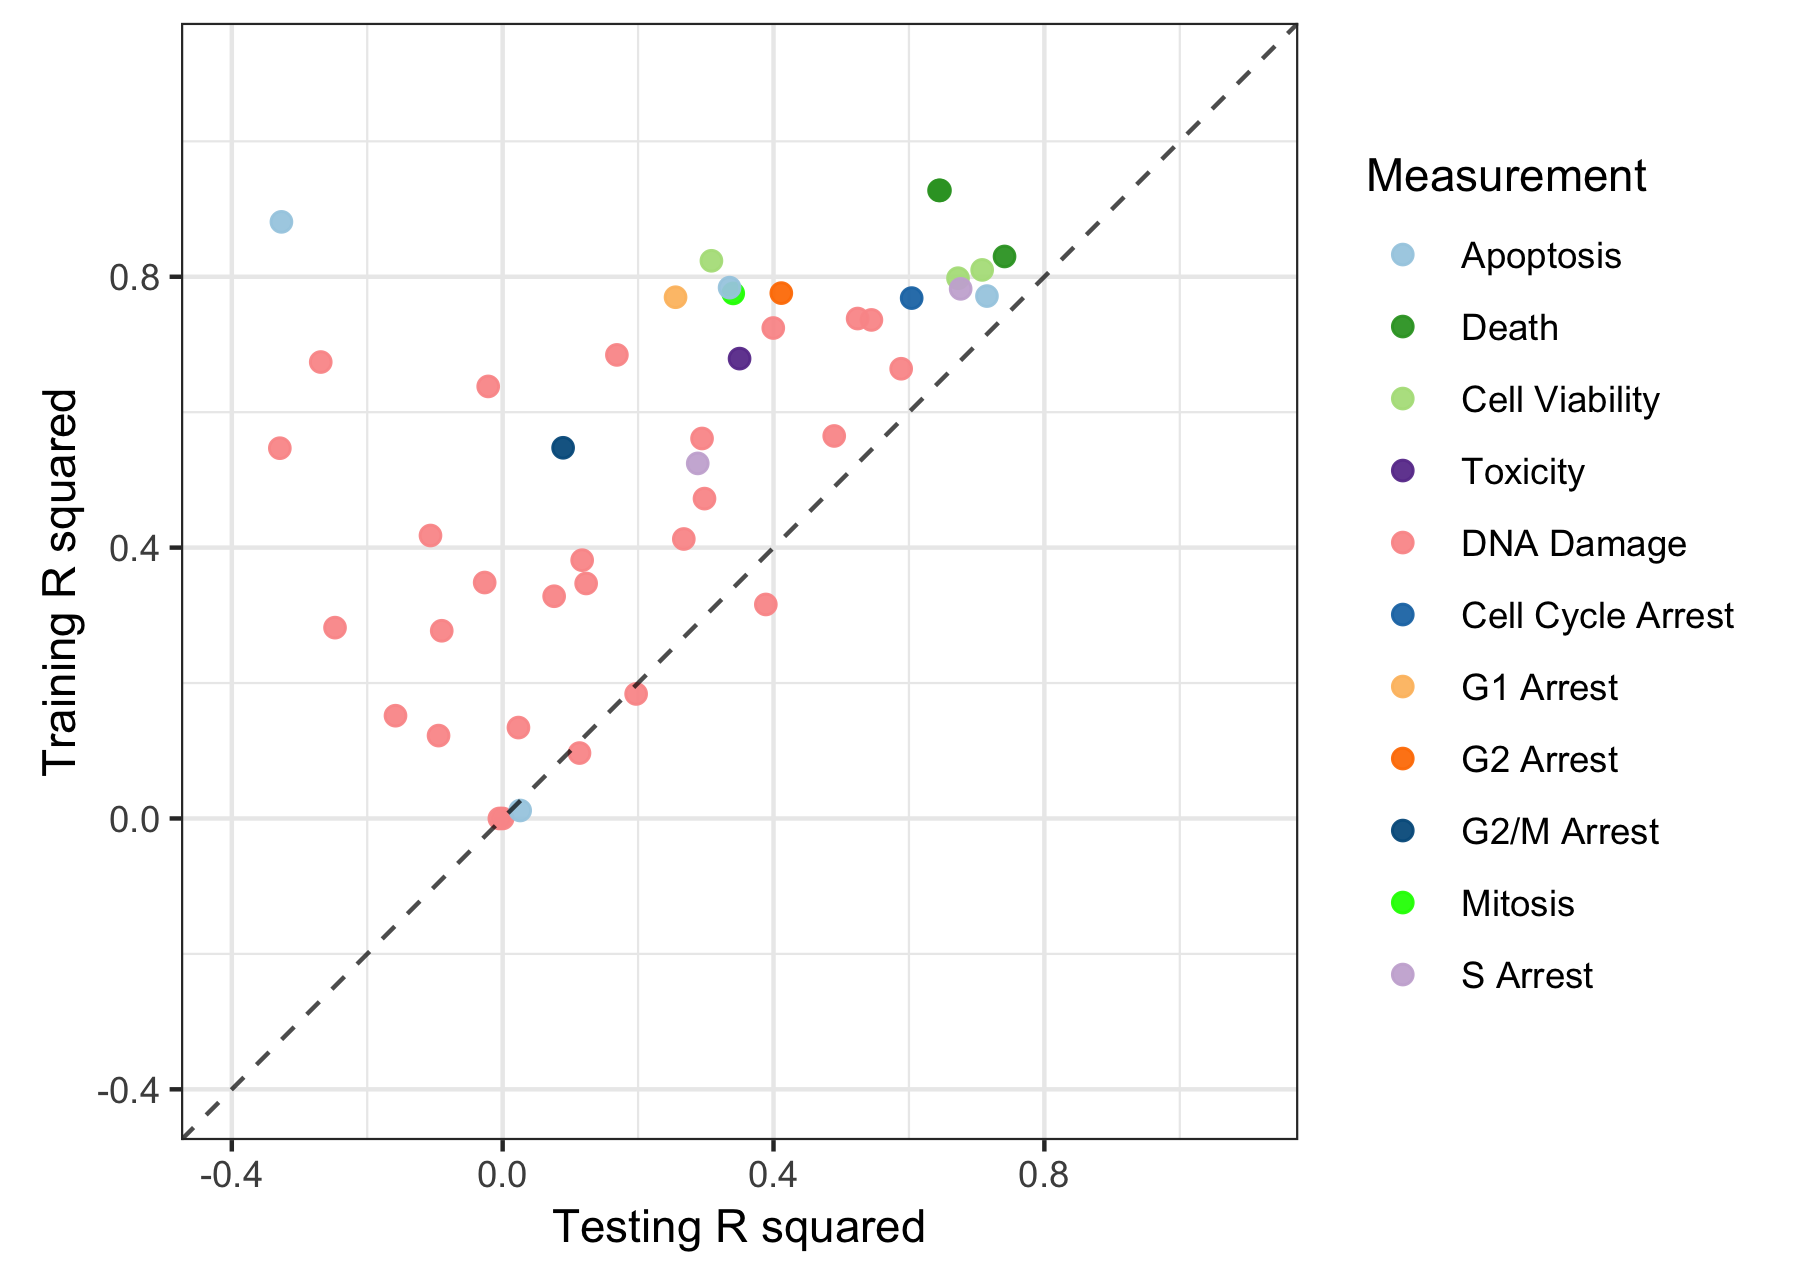 Measurement
Apoptosis
Death
Cell Viability
Toxicity
DNA Damage
Cell Cycle Arrest
G1 Arrest
G2 Arrest
G2/M Arrest
Mitosis
S Arrest
Training R squared
0.8
0.4
0.0
-0.4
-0.4 0.0 0.4 0.8
Testing R squared